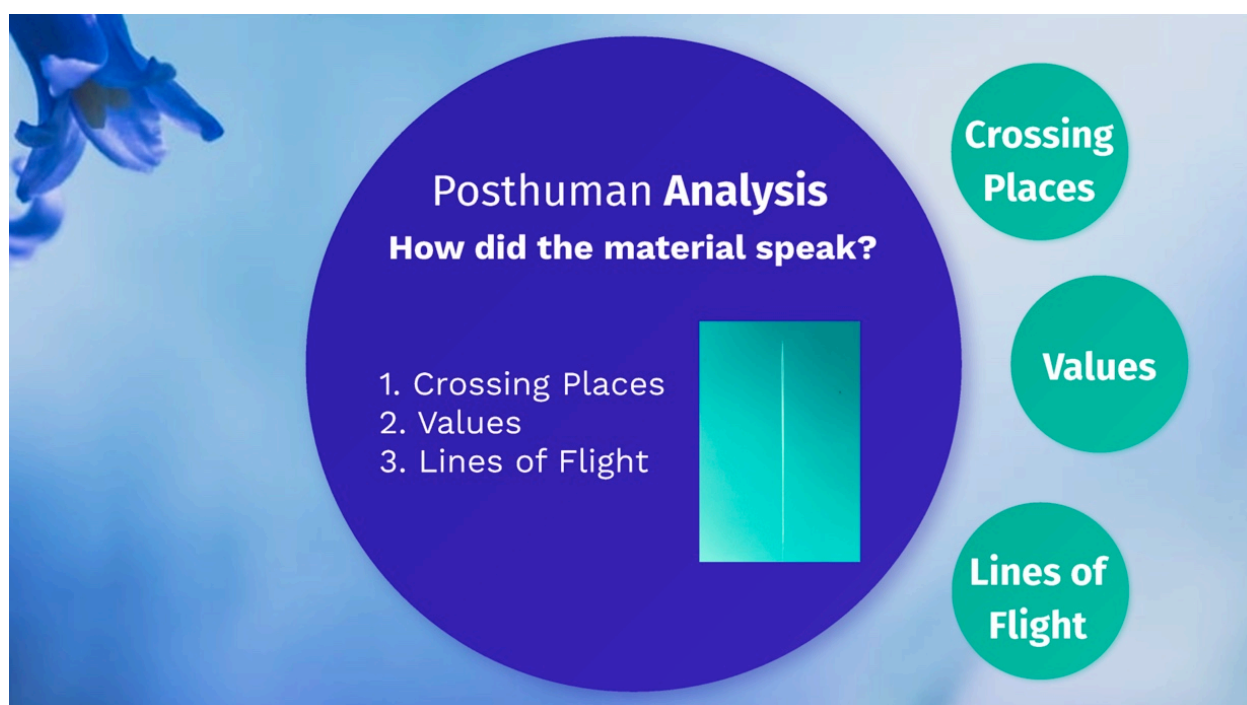 Posthuman Analysis
How did the material speak?
1. Crossing Places
2. Values
3. Lines of Flight
Crossing
Places
Values
Lines of
Flight